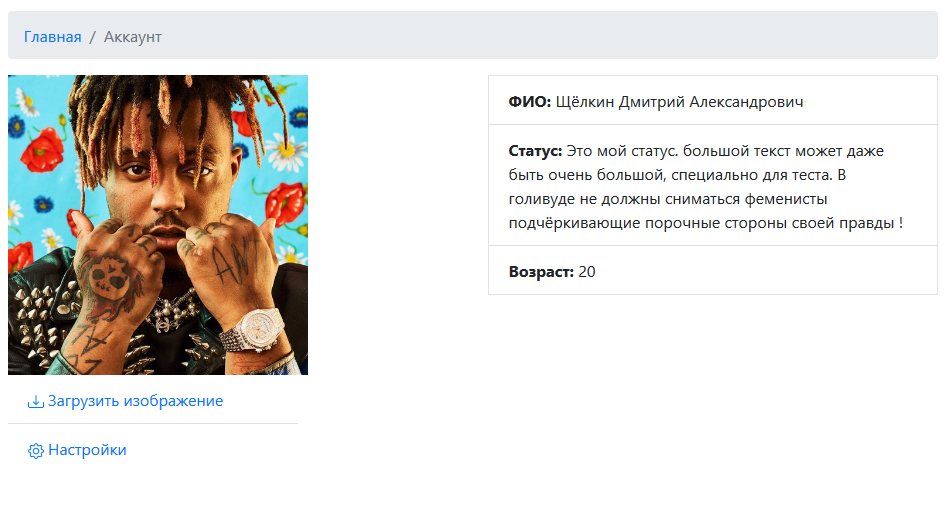 Главная / Аккаунт
ФИО: Щёлкин Дмитрий Александрович
Статус: Это мой статус. большой текст может даже
быть очень большой, специально для теста. В
голивуде не должны сниматься феменисты
подчёркивающие порочные стороны своей правды !
Возраст: 20
Загрузить изображение
Настройки